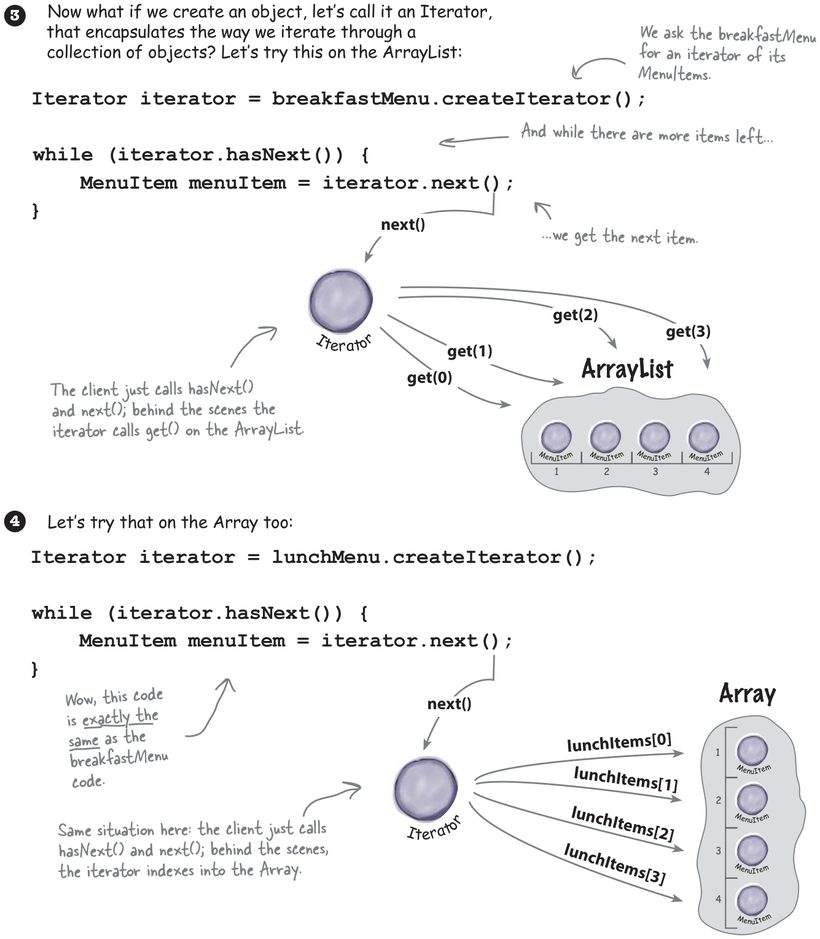 3 Now what if we create an object, let's call it an Iterator,
that encapsulates the way we iterate through a
collection of objects? Let's try this on the ArrayList:
We ask the breakfastMenu
for an iterator of its
MenuItems.
Iterator iterator = breakfastMenu.createIterator();
And while there are more items left...
while (iterator.hasNext()) {
MenuItem menuItem = iterator.next();
}
next()
...we get the next item.
Iterator
get(2)
get(3)
get(1)
get(0)
ArrayList
The client just calls hasNext()
and next(); behind the scenes the
iterator calls get() on the ArrayList.
MenuItem MenuItem MenuItem MenuItem
1 2 3 4
4 Let's try that on the Array too:
Iterator iterator = lunchMenu.createIterator();
while (iterator.hasNext()) {
MenuItem menuItem = iterator.next();
}
Wow, this code
is exactly the
same as the
breakfastMenu
code.
next()
Array
lunchItems[0]
lunchItems[1]
lunchItems[2]
lunchItems[3]
Iterator
1
MenuItem
2
MenuItem
3
MenuItem
4
MenuItem
Same situation here: the client just calls
hasNext() and next(); behind the scenes,
the iterator indexes into the Array.